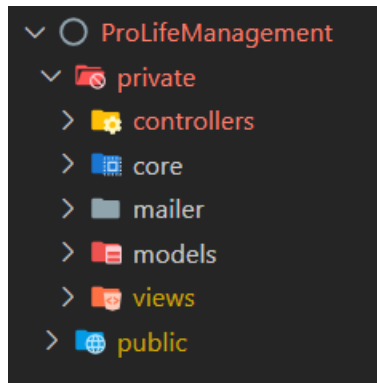 ProLifeManagement
private
controllers
core
mailer
models
views
public